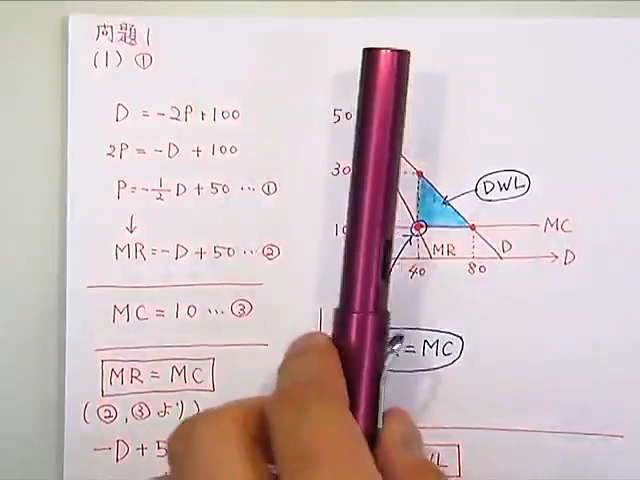 問題1
(1) ①
D = -2P+100
2P = -D + 100
P = -1/2 D + 50 … ①
↓
MR = -D + 50 … ②
MC = 10 … ③
MR = MC
(②, ③ より)
-D + 5
50
30
DWL
MC
MR
D
40
80
D
= MC